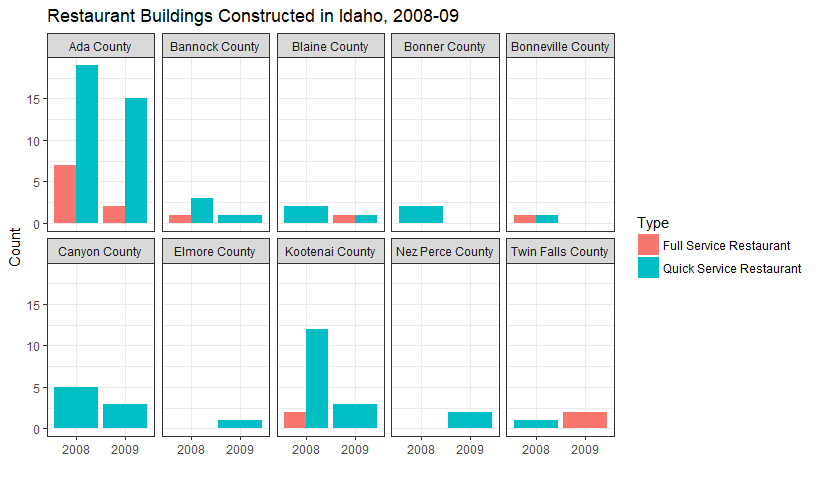 Restaurant Buildings Constructed in Idaho, 2008-09
Ada County Bannock County Blaine County Bonner County Bonneville County
15
10
5
0
Count
Canyon County Elmore County Kootenai County Nez Perce County Twin Falls County
15
10
5
0
2008 2009 2008 2009 2008 2009 2008 2009 2008 2009
Type
Full Service Restaurant
Quick Service Restaurant